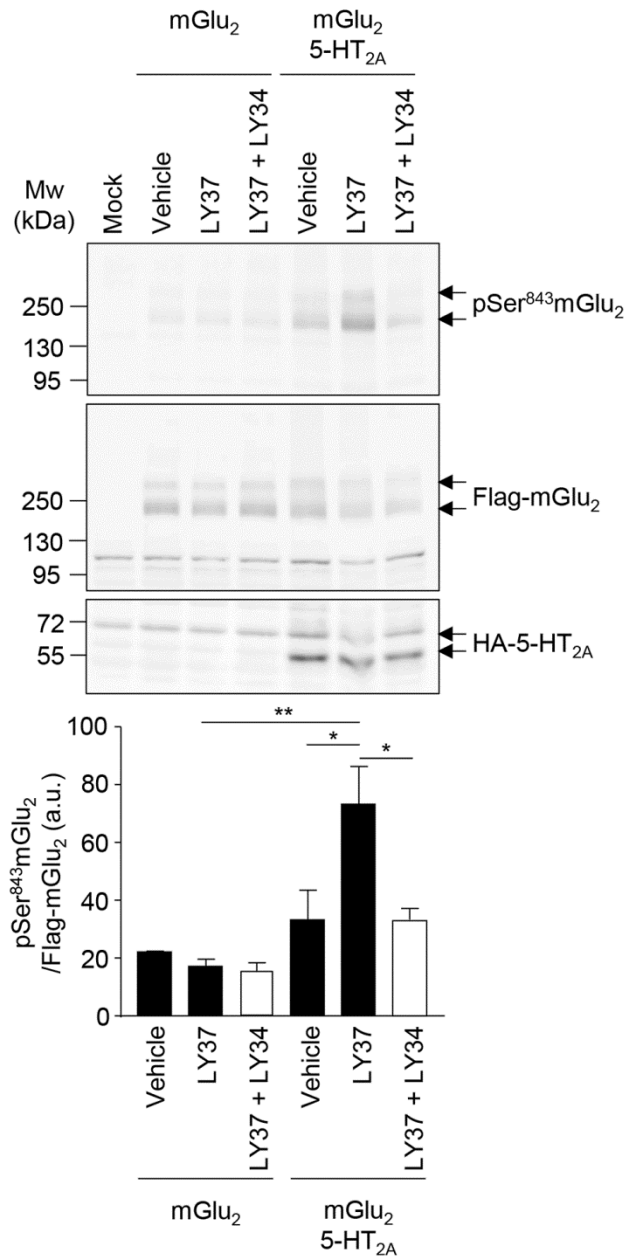 mGlu₂ mGlu₂
5-HT₂A
Mw
(kDa)
Mock Vehicle LY37 LY37 + LY34 Vehicle LY37 LY37 + LY34
250
130
95
pSer⁸⁴³mGlu₂
250
130
95
Flag-mGlu₂
72
55
HA-5-HT₂A
pSer⁸⁴³mGlu₂
/Flag-mGlu₂ (a.u.)
100
80
60
40
20
0
**
* *
Vehicle LY37 LY37 + LY34 Vehicle LY37 LY37 + LY34
mGlu₂ mGlu₂
5-HT₂A